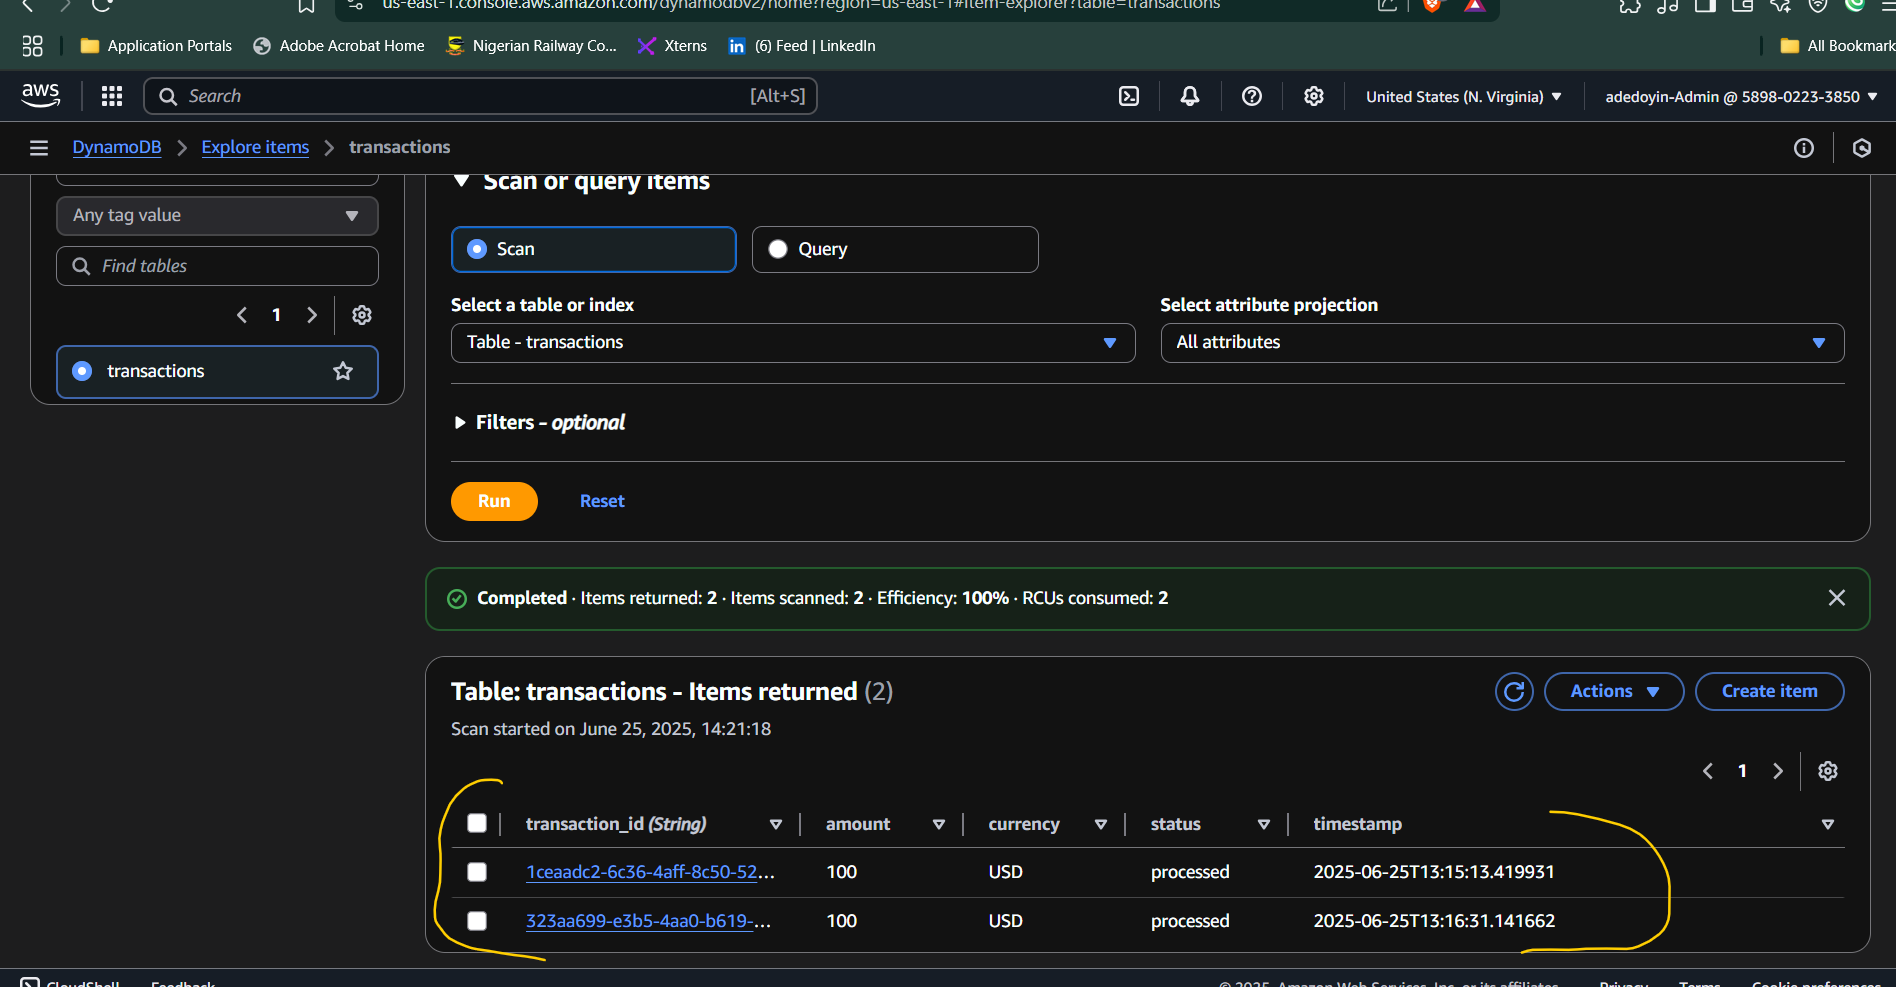 us-east-1.console.aws.amazon.com/dynamodbv2/home?region=us-east-1#item-explorer?table=transactions
Application Portals
Adobe Acrobat Home
Nigerian Railway Co...
Xterns
(6) Feed | LinkedIn
All Bookmark
aws
Search
[Alt+S]
United States (N. Virginia)
adedoyin-Admin @ 5898-0223-3850
DynamoDB
Explore items
transactions
Any tag value
Find tables
1
transactions
Scan or query items
Scan
Query
Select a table or index
Table - transactions
Select attribute projection
All attributes
Filters - optional
Run
Reset
Completed · Items returned: 2 · Items scanned: 2 · Efficiency: 100% · RCUs consumed: 2
Table: transactions - Items returned (2)
Scan started on June 25, 2025, 14:21:18
Actions
Create item
1
transaction_id (String) amount currency status timestamp
1ceaadc2-6c36-4aff-8c50-52... 100 USD processed 2025-06-25T13:15:13.419931
323aa699-e3b5-4aa0-b619-... 100 USD processed 2025-06-25T13:16:31.141662
CloudShell
Feedback
© 2025, Amazon Web Services, Inc. or its affiliates.
Privacy
Terms
Cookie preferences